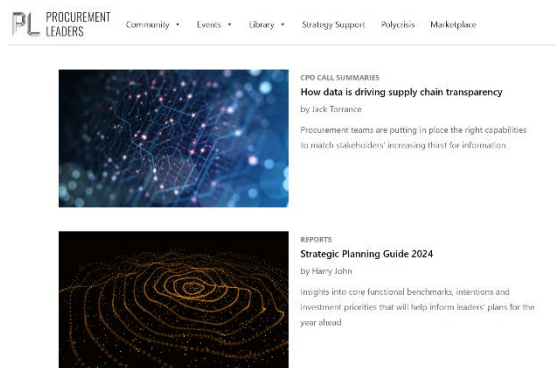 PL PROCUREMENT
LEADERS
Community Events Library Strategy Support Polycrisis Marketplace
CPO CALL SUMMARIES
How data is driving supply chain transparency
by Jack Torrance
Procurement teams are putting in place the right capabilities
to match stakeholders' increasing thirst for information
REPORTS
Strategic Planning Guide 2024
by Harry John
Insights into core functional benchmarks, intentions and
investment priorities that will help inform leaders' plans for the
year ahead